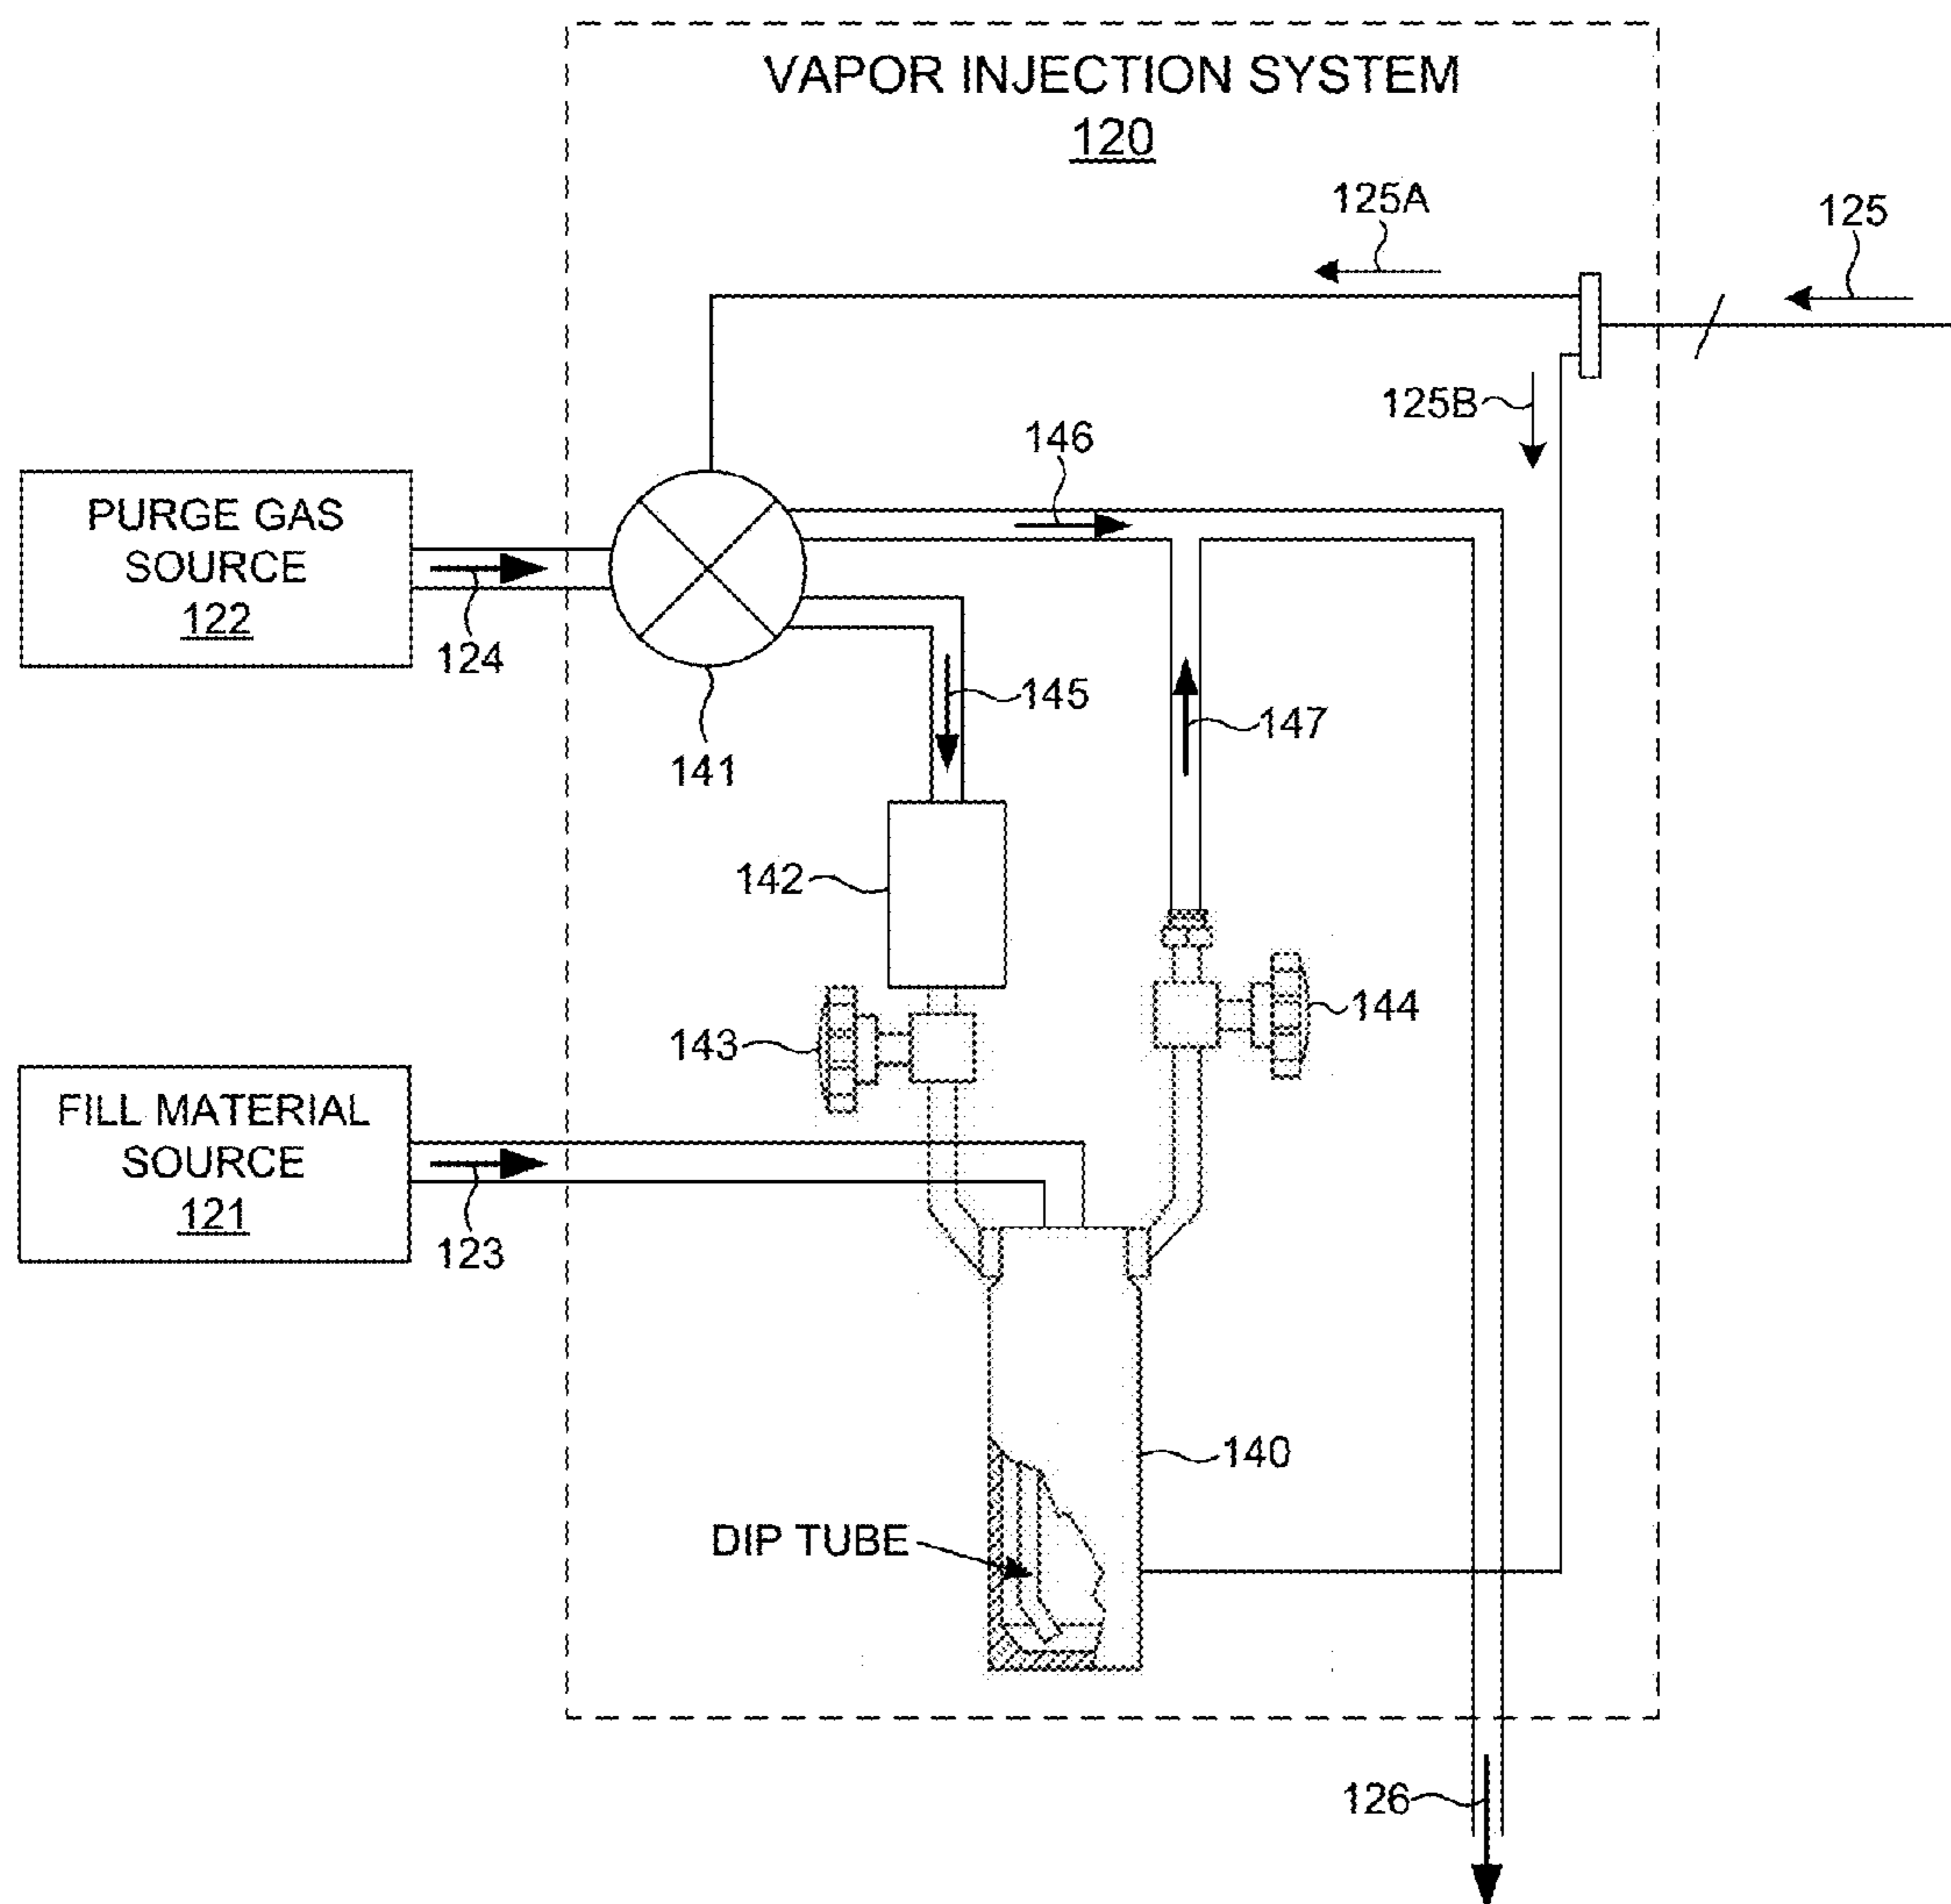 VAPOR INJECTION SYSTEM
120
125A
125
125B
146
PURGE GAS
SOURCE
122
124
141
145
147
142
143
144
FILL MATERIAL
SOURCE
121
123
140
DIP TUBE
126